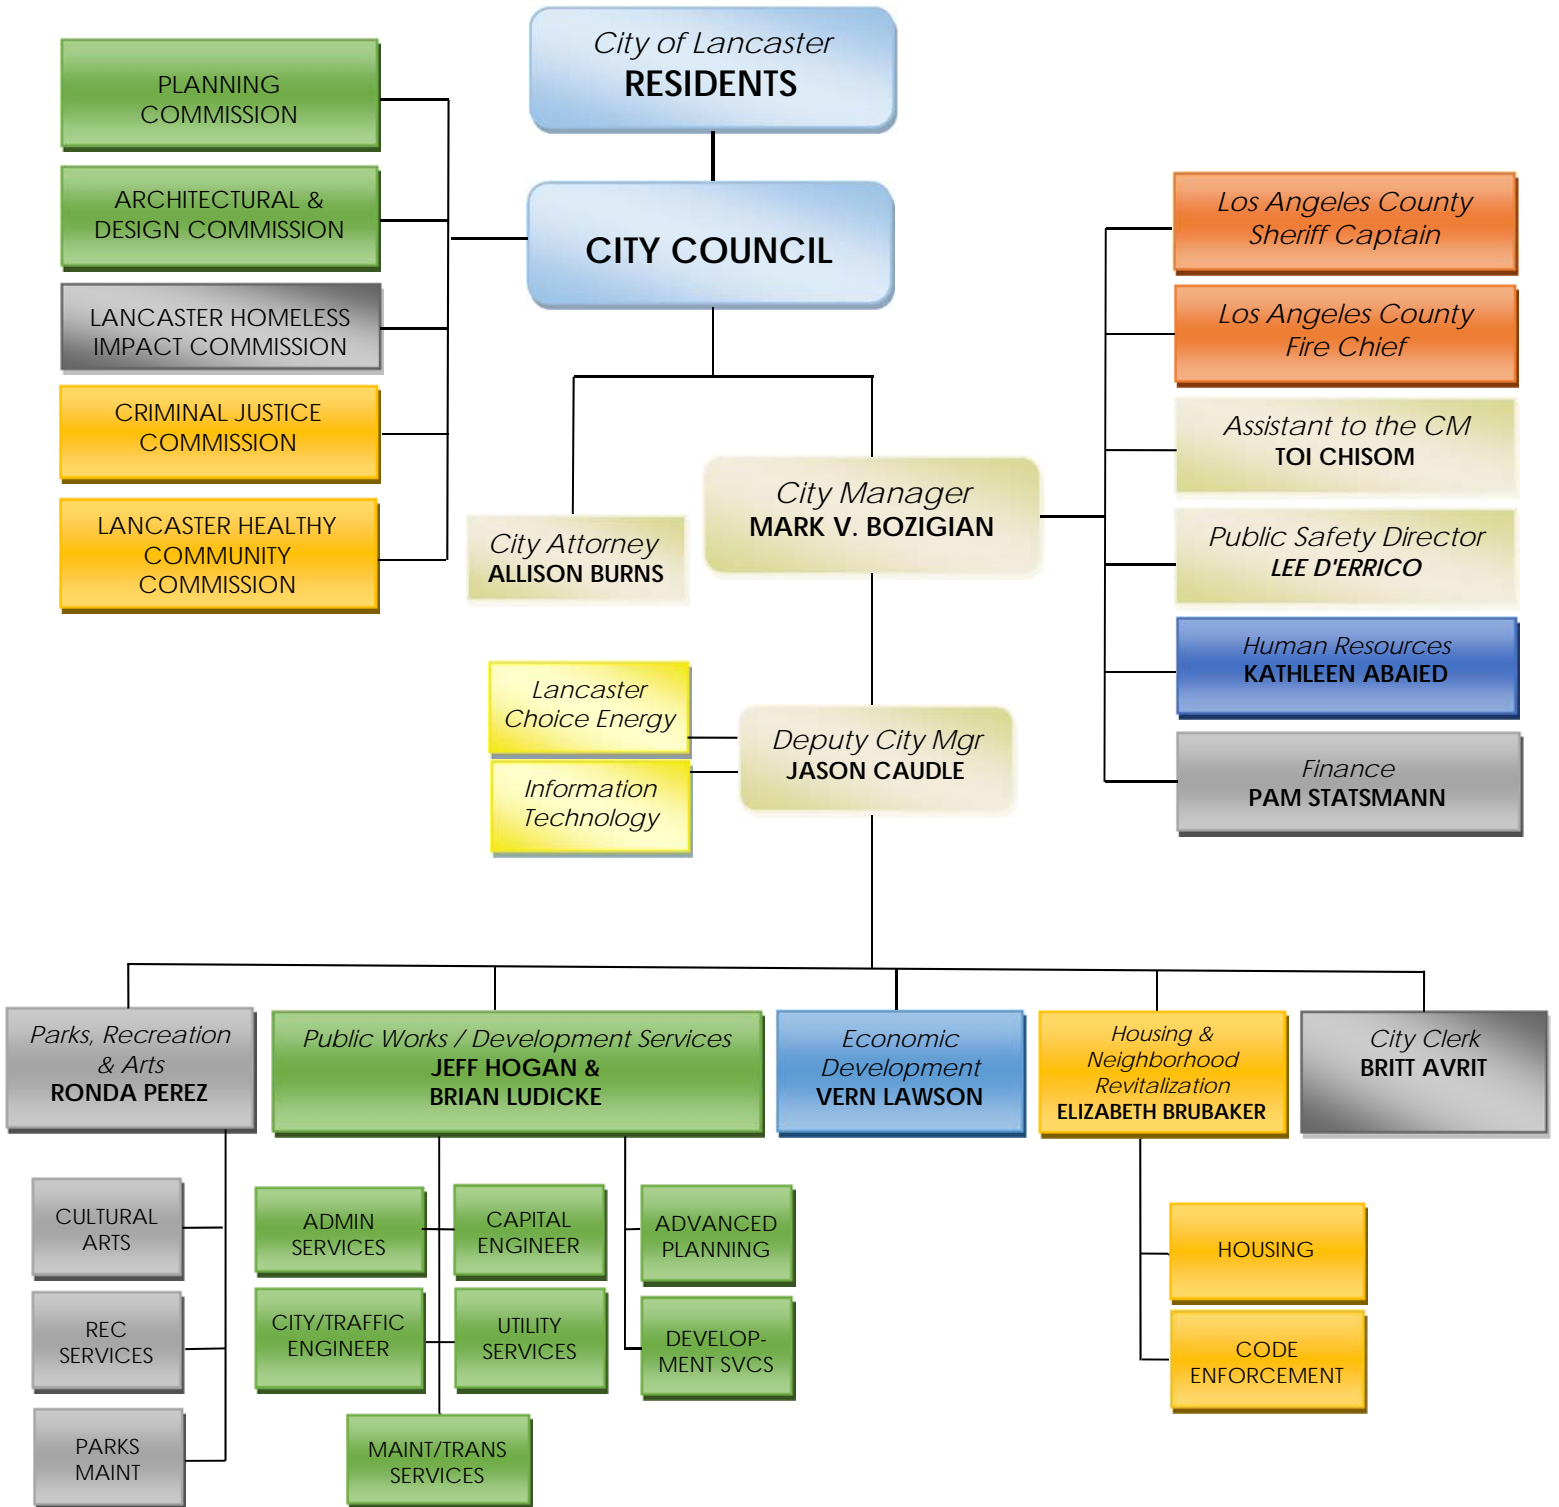 City of Lancaster
RESIDENTS
CITY COUNCIL
PLANNING
COMMISSION
ARCHITECTURAL &
DESIGN COMMISSION
LANCASTER HOMELESS
IMPACT COMMISSION
CRIMINAL JUSTICE
COMMISSION
LANCASTER HEALTHY
COMMUNITY
COMMISSION
City Attorney
ALLISON BURNS
City Manager
MARK V. BOZIGIAN
Los Angeles County
Sheriff Captain
Los Angeles County
Fire Chief
Assistant to the CM
TOI CHISOM
Public Safety Director
LEE D'ERRICO
Human Resources
KATHLEEN ABAIED
Finance
PAM STATSMANN
Lancaster
Choice Energy
Information
Technology
Deputy City Mgr
JASON CAUDLE
Parks, Recreation
& Arts
RONDA PEREZ
Public Works / Development Services
JEFF HOGAN &
BRIAN LUDICKE
Economic
Development
VERN LAWSON
Housing &
Neighborhood
Revitalization
ELIZABETH BRUBAKER
City Clerk
BRITT AVRIT
CULTURAL
ARTS
REC
SERVICES
PARKS
MAINT
ADMIN
SERVICES
CAPITAL
ENGINEER
CITY/TRAFFIC
ENGINEER
UTILITY
SERVICES
MAINT/TRANS
SERVICES
ADVANCED
PLANNING
DEVELOP-
MENT SVCS
HOUSING
CODE
ENFORCEMENT